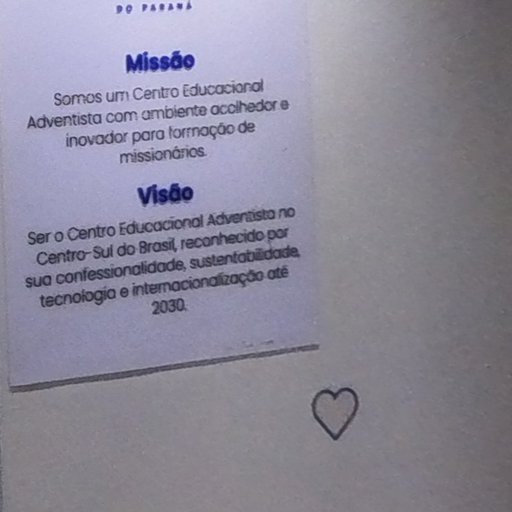 DO PARANÁ
Missão
Somos um Centro Educacional
Adventista com ambiente acolhedor e
inovador para formação de
missionários.
Visão
Ser o Centro Educacional Adventista no
Centro-Sul do Brasil, reconhecido por
sua confessionalidade, sustentabilidade,
tecnologia e internacionalização até
2030.